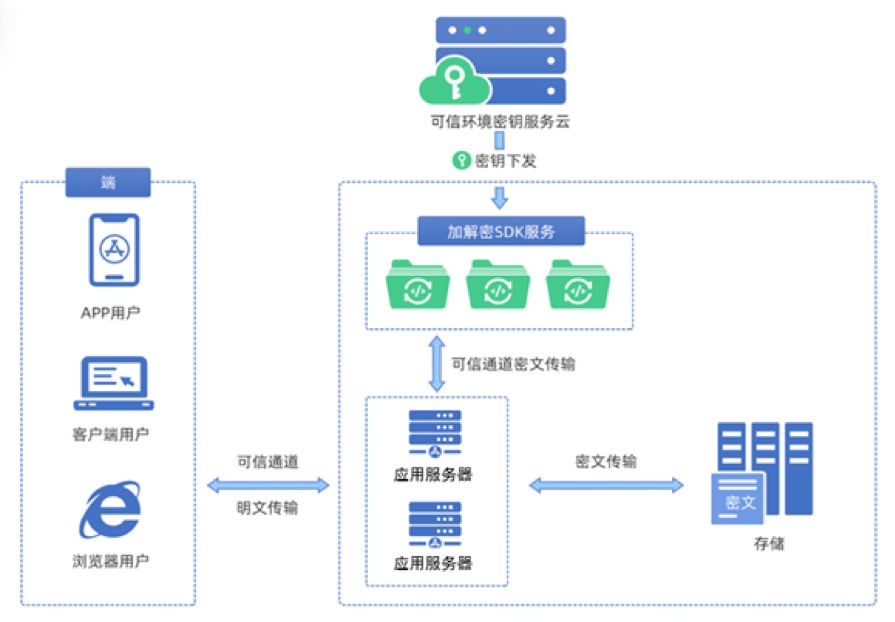 可信环境密钥服务云
密钥下发
端
加解密SDK服务
APP用户
可信通道密文传输
客户端用户
可信通道
明文传输
应用服务器
密文传输
密文
应用服务器
存储
浏览器用户